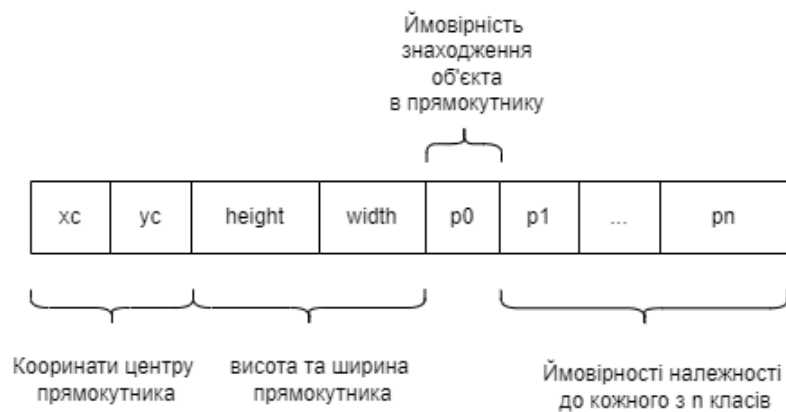 Ймовірність
знаходження
об'єкта
в прямокутнику
xc yc height width p0 p1 ... pn
Кооринати центру
прямокутника
висота та ширина
прямокутника
Ймовірності належності
до кожного з n класів